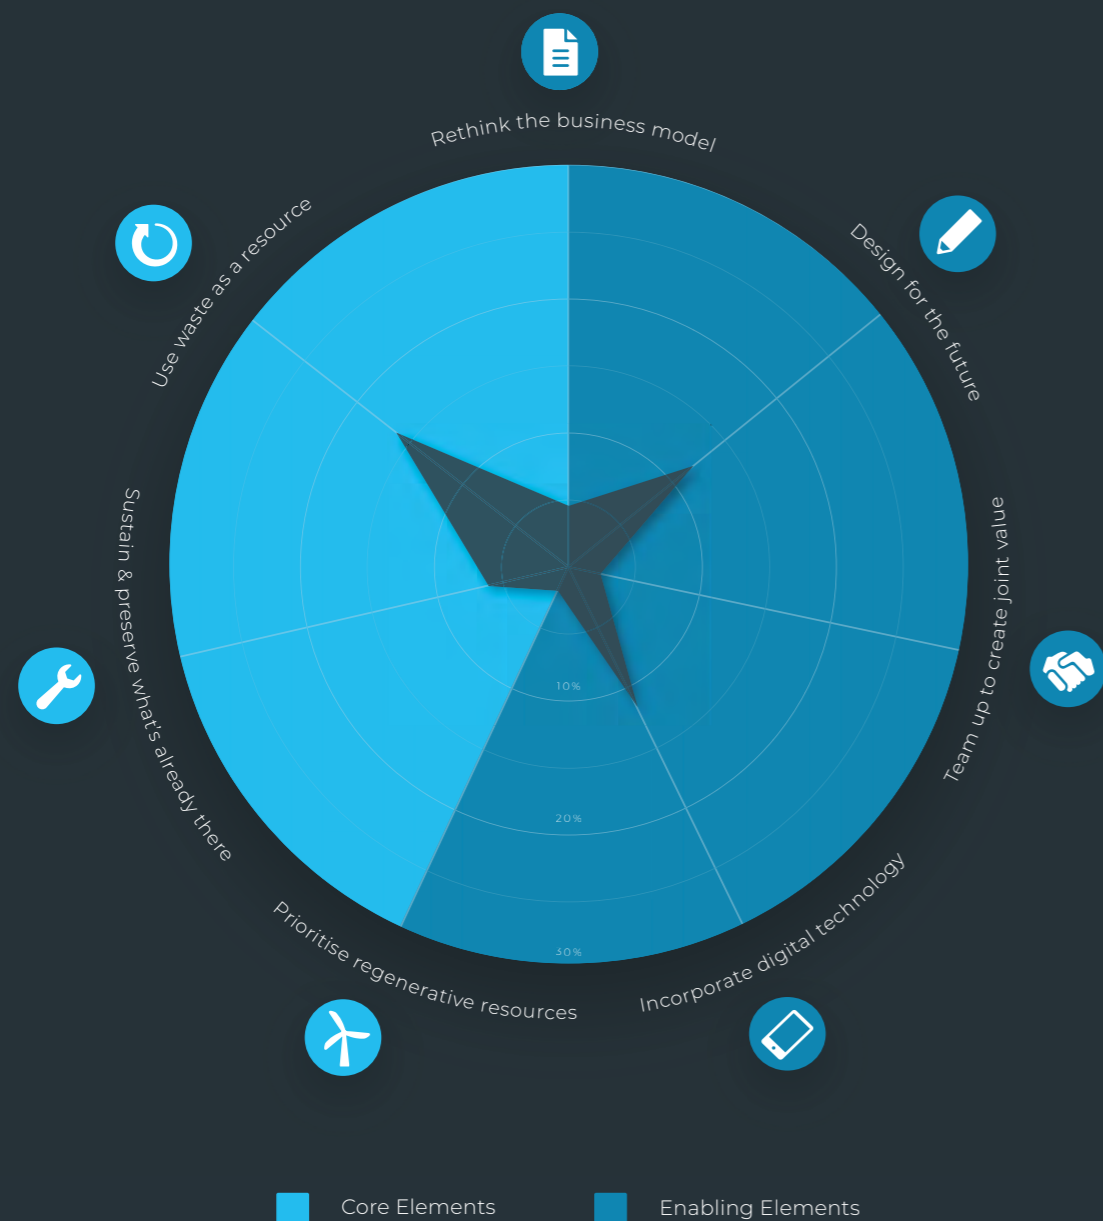 Rethink the business model
Design for the future
Team up to create joint value
Incorporate digital technology
Prioritise regenerative resources
Susstain & preserve what's already there
Use waste as a resource
10%
20%
30%
Core Elements
Enabling Elements